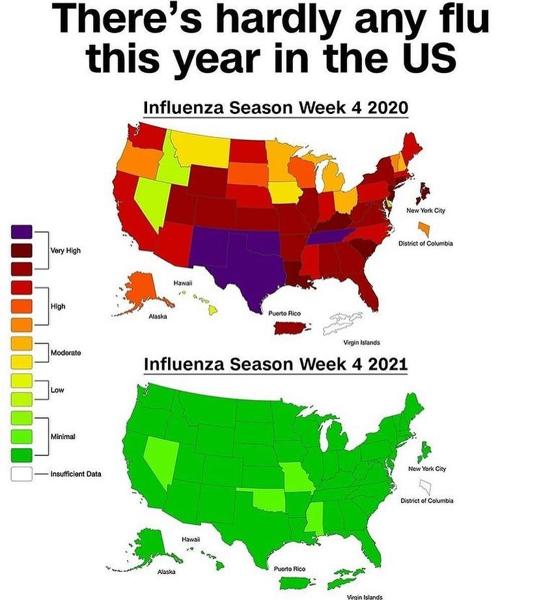 There's hardly any flu
this year in the US
Influenza Season Week 4 2020
New York City
District of Columbia
Very High
High
Moderate
Low
Minimal
Insufficient Data
Hawaii
Alaska
Puerto Rico
Virgin Islands
Influenza Season Week 4 2021
New York City
District of Columbia
Hawaii
Alaska
Puerto Rico
Virgin Islands